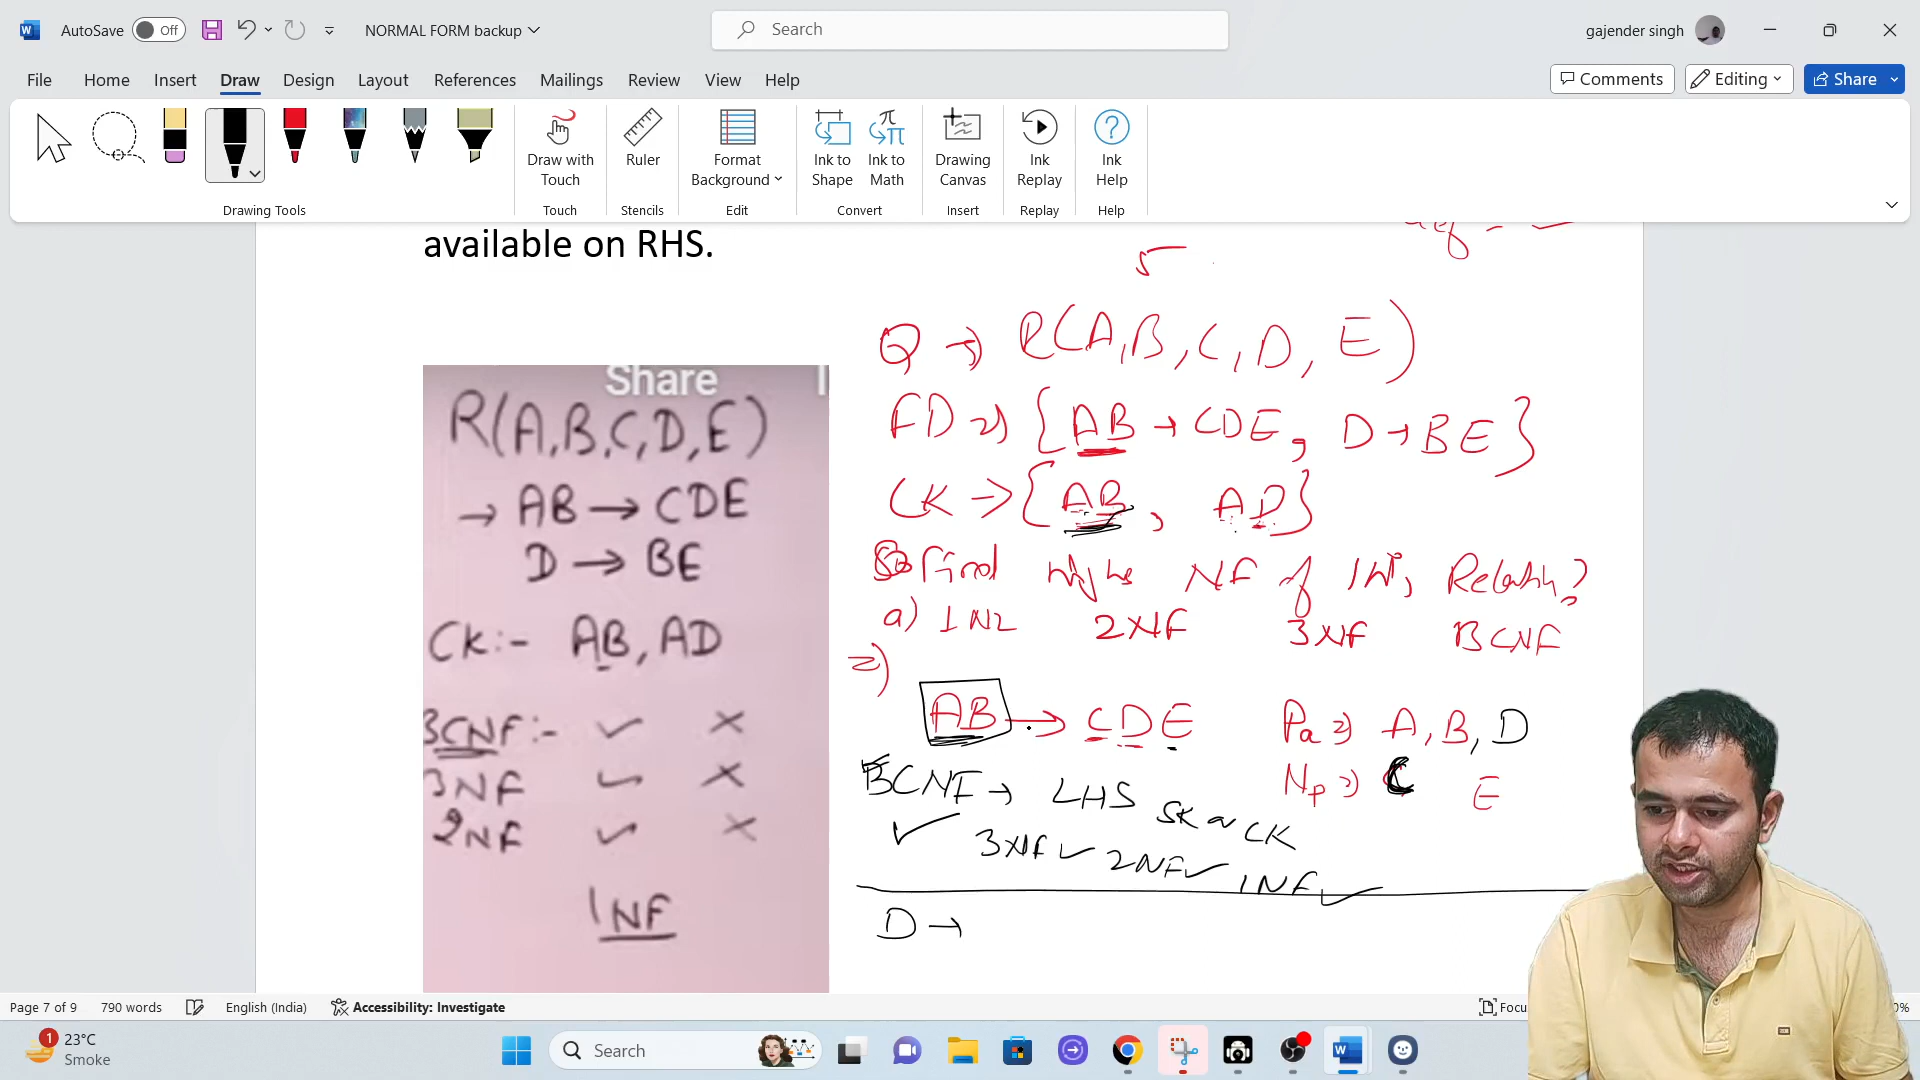 AutoSave Off NORMAL FORM backup Search gajender singh
File Home Insert Draw Design Layout References Mailings Review View Help Comments Editing Share
Draw with Touch Ruler Format Background Ink to Shape Ink to Math Drawing Canvas Ink Replay Ink Help
Drawing Tools Touch Stencils Edit Convert Insert Replay Help
available on RHS.
Share
R(A,B,C,D,E)
→ AB → CDE
D → BE
CK:- AB, AD
BCNF:- ✓ ×
3NF ✓ ×
2NF ✓ ×
1NF
Q → R(A,B,C,D,E)
FD => {AB → CDE, D → BE}
CK → {AB, AD}
Find NF of Relation?
a) 1N 2NF 3NF BCNF
=>
AB → CDE Pa => A, B, D
Np => C E
BCNF → LHS SK or CK
✓ 3NF ✓ 2NF ✓ 1NF ✓
D →
Page 7 of 9 790 words English (India) Accessibility: Investigate Focu 0%
1 23°C
Smoke
Search